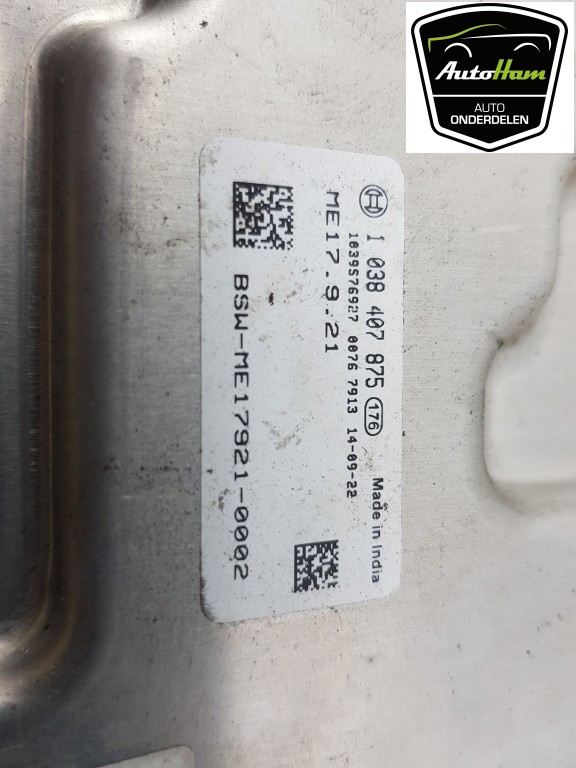 AutoHam
AUTO
ONDERDELEN
1 038 407 875 176 Made in India
1039S76927 0076 7913 14-09-22
ME17.9.21
BSW-ME17921-0002